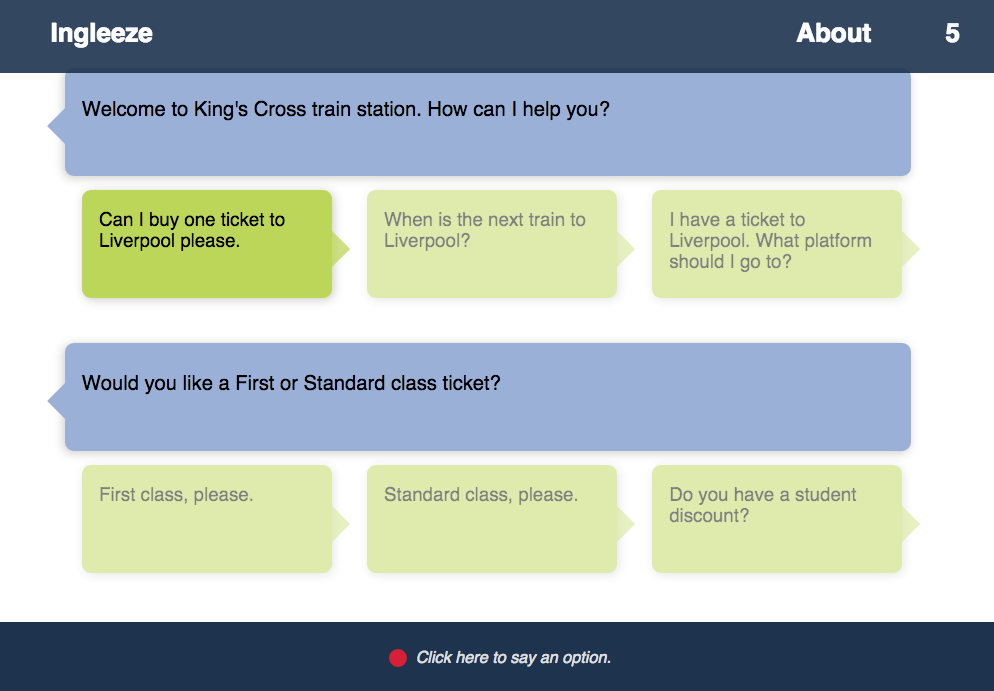 Ingleeze
About
5
Welcome to King's Cross train station. How can I help you?
Can I buy one ticket to
Liverpool please.
When is the next train to
Liverpool?
I have a ticket to
Liverpool. What platform
should I go to?
Would you like a First or Standard class ticket?
First class, please.
Standard class, please.
Do you have a student
discount?
Click here to say an option.